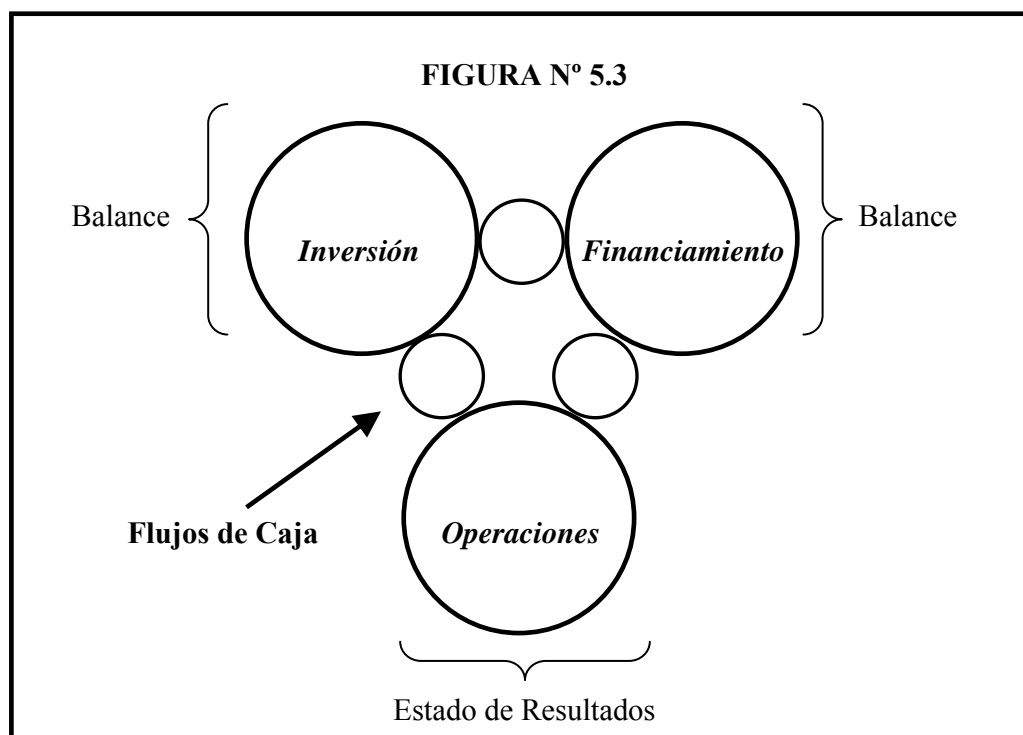 FIGURA Nº 5.3
Balance
Inversión
Financiamiento
Balance
Flujos de Caja
Operaciones
Estado de Resultados